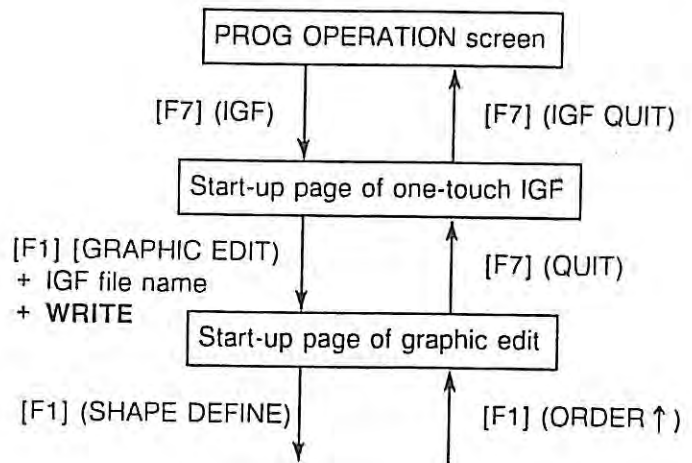 PROG OPERATION screen
[F7] (IGF)
[F7] (IGF QUIT)
Start-up page of one-touch IGF
[F1] [GRAPHIC EDIT)
+ IGF file name
+ WRITE
[F7] (QUIT)
Start-up page of graphic edit
[F1] (SHAPE DEFINE)
[F1] (ORDER ↑)